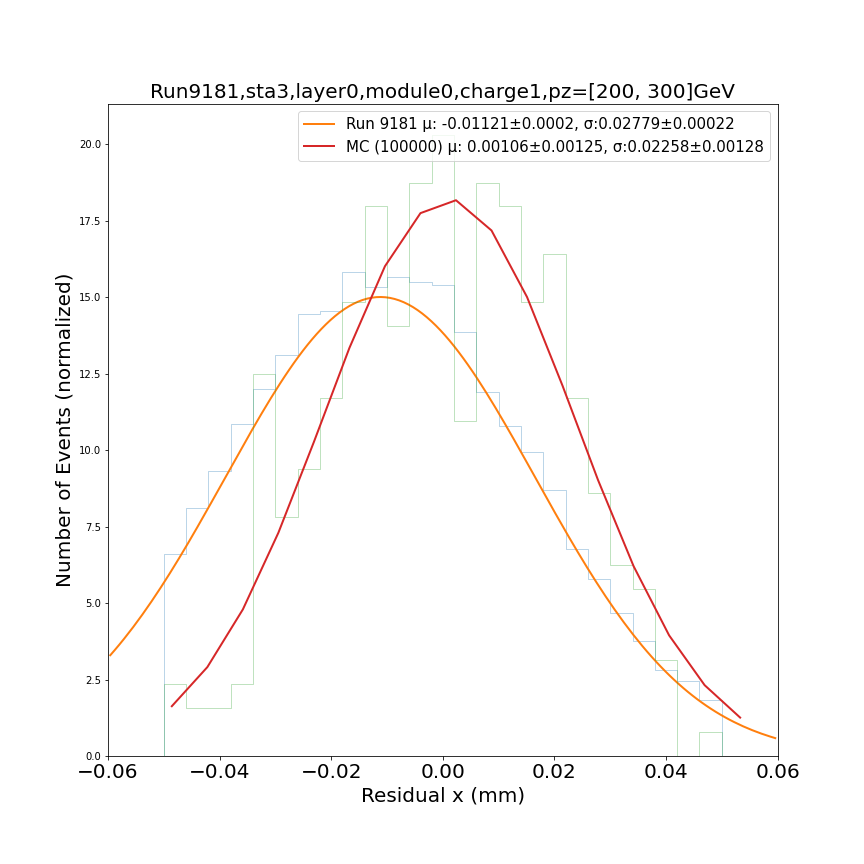 Run9181,sta3,layer0,module0,charge1,pz=[200, 300]GeV
Run 9181 μ: -0.01121±0.0002, σ:0.02779±0.00022
MC (100000) μ: 0.00106±0.00125, σ:0.02258±0.00128
Number of Events (normalized)
20.0
17.5
15.0
12.5
10.0
7.5
5.0
2.5
0.0
−0.06 −0.04 −0.02 0.00 0.02 0.04 0.06
Residual x (mm)